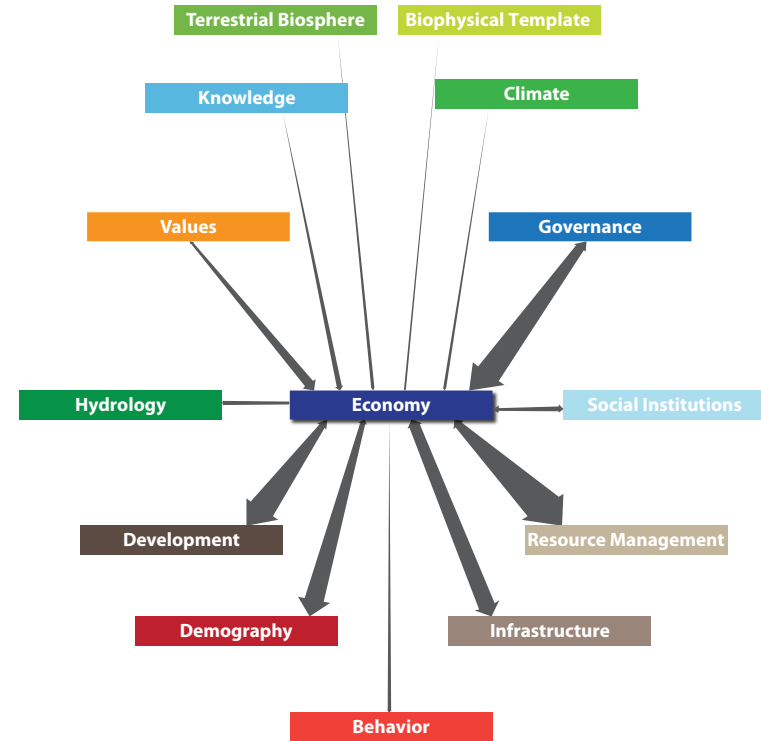 Terrestrial Biosphere
Biophysical Template
Knowledge
Climate
Values
Governance
Hydrology
Economy
Social Institutions
Development
Resource Management
Demography
Infrastructure
Behavior